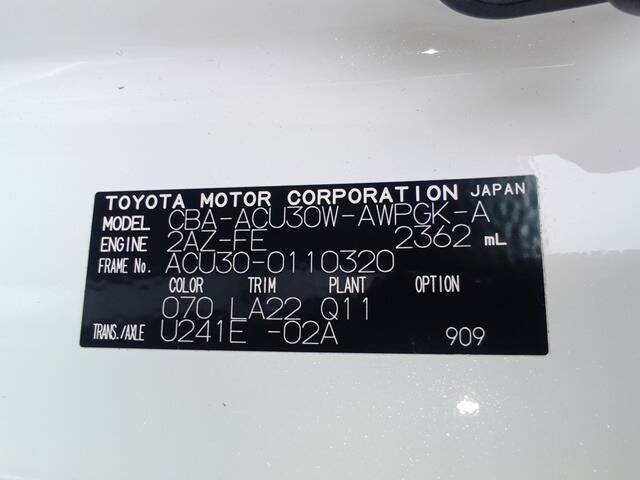 TOYOTA MOTOR CORPORATION JAPAN
MODEL CBA-ACU30W-AWPGK-A
ENGINE 2AZ-FE 2362 mL
FRAME No. ACU30-0110320
COLOR TRIM PLANT OPTION
070 LA22 Q11
TRANS./AXLE U241E -02A 909